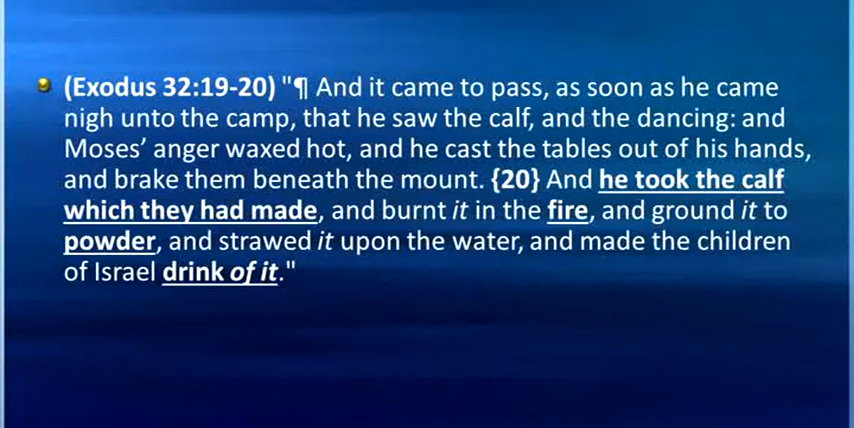 (Exodus 32:19-20) "¶ And it came to pass, as soon as he came
nigh unto the camp, that he saw the calf, and the dancing: and
Moses’ anger waxed hot, and he cast the tables out of his hands,
and brake them beneath the mount. {20} And he took the calf
which they had made, and burnt it in the fire, and ground it to
powder, and strawed it upon the water, and made the children
of Israel drink of it."